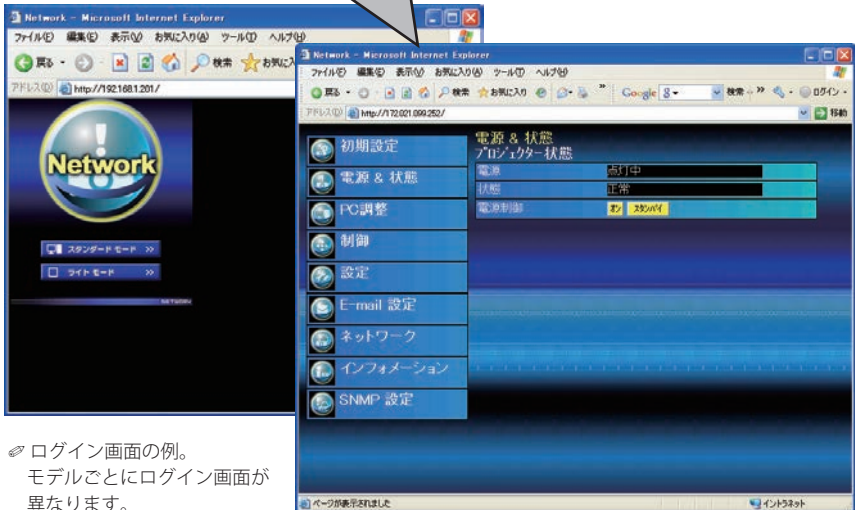 Network - Microsoft Internet Explorer
ファイル(F) 編集(E) 表示(V) お気に入り(A) ツール(T) ヘルプ(H)
戻る 検索 お気に入
アドレス(D) http://192.168.1.201/
Network
スタンダード モード >>
ライト モード >>
NETWORK
Network - Microsoft Internet Explorer
ファイル(F) 編集(E) 表示(V) お気に入り(A) ツール(T) ヘルプ(H)
戻る 検索 お気に入り Google 検索 ログイン
アドレス(D) http://172.021.099.252/ 移動
初期設定
電源 & 状態
PC調整
制御
設定
E-mail 設定
ネットワーク
インフォメーション
SNMP 設定
電源 & 状態
プロジェクター状態
電源 点灯中
状態 正常
電源制御 オン スタンバイ
ページが表示されました イントラネット
ログイン画面の例。
モデルごとにログイン画面が
異なります。